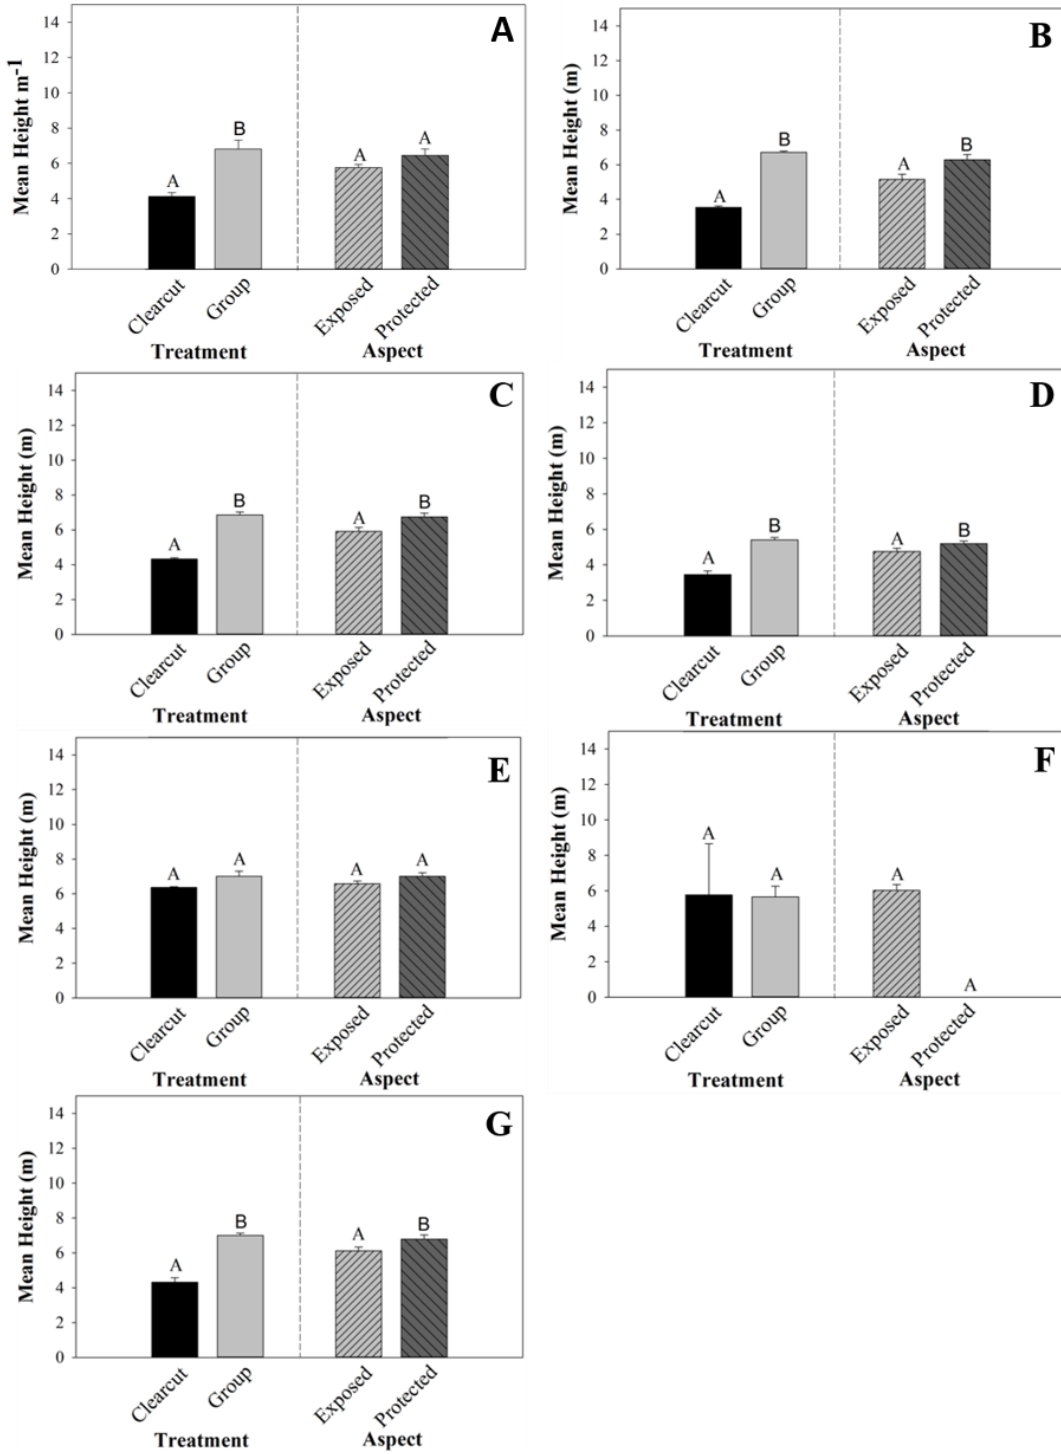 A
Mean Height m-1
14
12
10
8
6
4
2
0
A
B
A
A
Clearcut
Group
Exposed
Protected
Treatment
Aspect
B
Mean Height (m)
14
12
10
8
6
4
2
0
A
B
A
B
Clearcut
Group
Exposed
Protected
Treatment
Aspect
C
Mean Height (m)
14
12
10
8
6
4
2
0
A
B
A
B
Clearcut
Group
Exposed
Protected
Treatment
Aspect
D
Mean Height (m)
14
12
10
8
6
4
2
0
A
B
A
B
Clearcut
Group
Exposed
Protected
Treatment
Aspect
E
Mean Height (m)
14
12
10
8
6
4
2
0
A
A
A
A
Clearcut
Group
Exposed
Protected
Treatment
Aspect
F
Mean Height (m)
14
12
10
8
6
4
2
0
A
A
A
A
Clearcut
Group
Exposed
Protected
Treatment
Aspect
G
Mean Height (m)
14
12
10
8
6
4
2
0
A
B
A
B
Clearcut
Group
Exposed
Protected
Treatment
Aspect